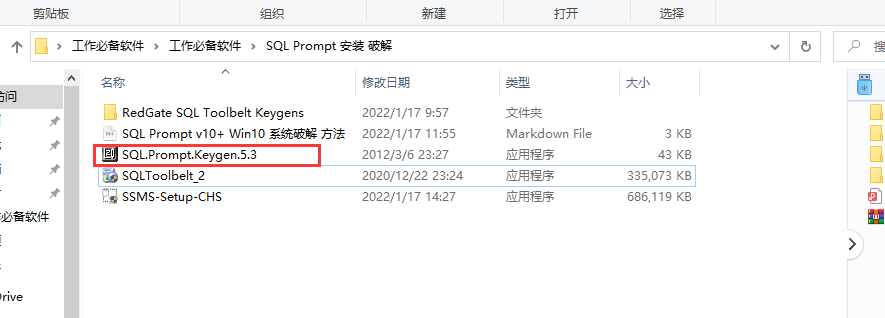 剪贴板 组织 新建 打开 选择
工作必备软件 工作必备软件 SQL Prompt 安装 破解
名称 修改日期 类型 大小
RedGate SQL Toolbelt Keygens 2022/1/17 9:57 文件夹
SQL Prompt v10+ Win10 系统破解 方法 2022/1/17 11:55 Markdown File 3 KB
SQL.Prompt.Keygen.5.3 2012/3/6 23:27 应用程序 43 KB
SQLToolbelt_2 2020/12/22 23:24 应用程序 335,073 KB
SSMS-Setup-CHS 2022/1/17 14:27 应用程序 686,119 KB
访问
作必备软件
Drive